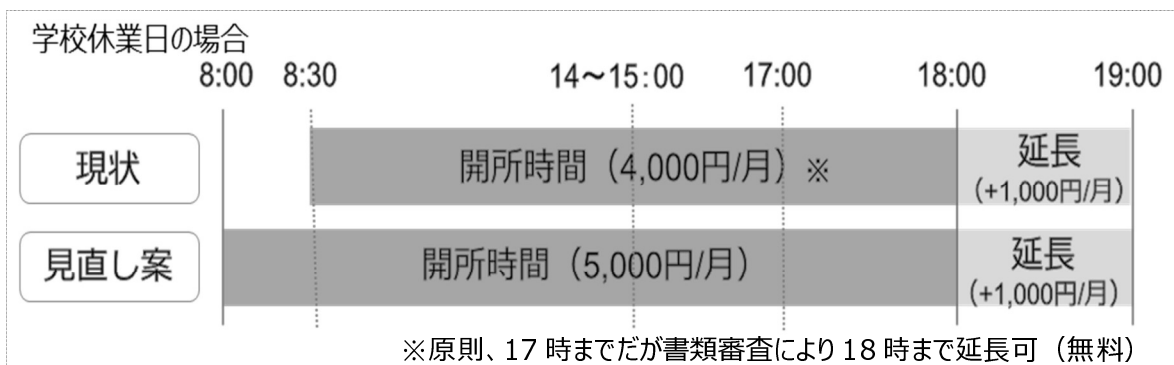 学校休業日の場合
8:00 8:30 14～15:00 17:00 18:00 19:00
現状
開所時間（4,000円/月）※
延長
（+1,000円/月）
見直し案
開所時間（5,000円/月）
延長
（+1,000円/月）
※原則、17 時までだが書類審査により 18 時まで延長可（無料）